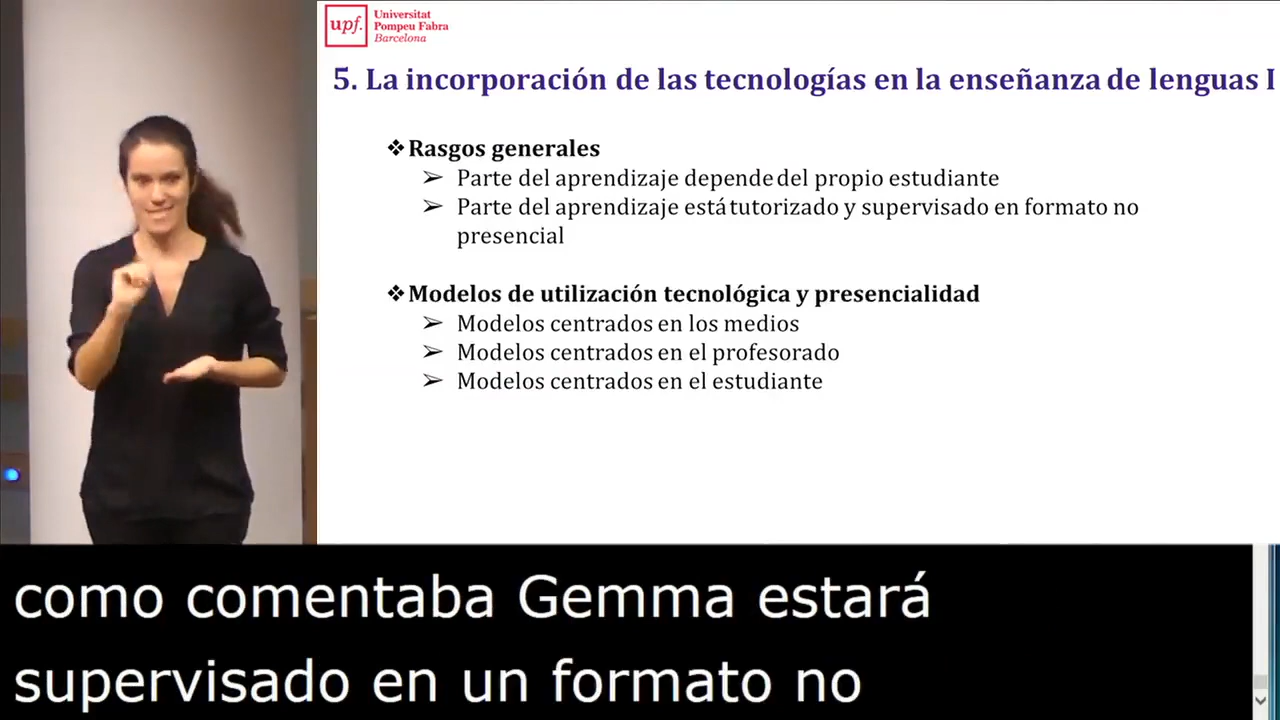 upf.
Universitat
Pompeu Fabra
Barcelona
5. La incorporación de las tecnologías en la enseñanza de lenguas I
❖Rasgos generales
➢ Parte del aprendizaje depende del propio estudiante
➢ Parte del aprendizaje está tutorizado y supervisado en formato no
presencial
❖Modelos de utilización tecnológica y presencialidad
➢ Modelos centrados en los medios
➢ Modelos centrados en el profesorado
➢ Modelos centrados en el estudiante
como comentaba Gemma estará
supervisado en un formato no